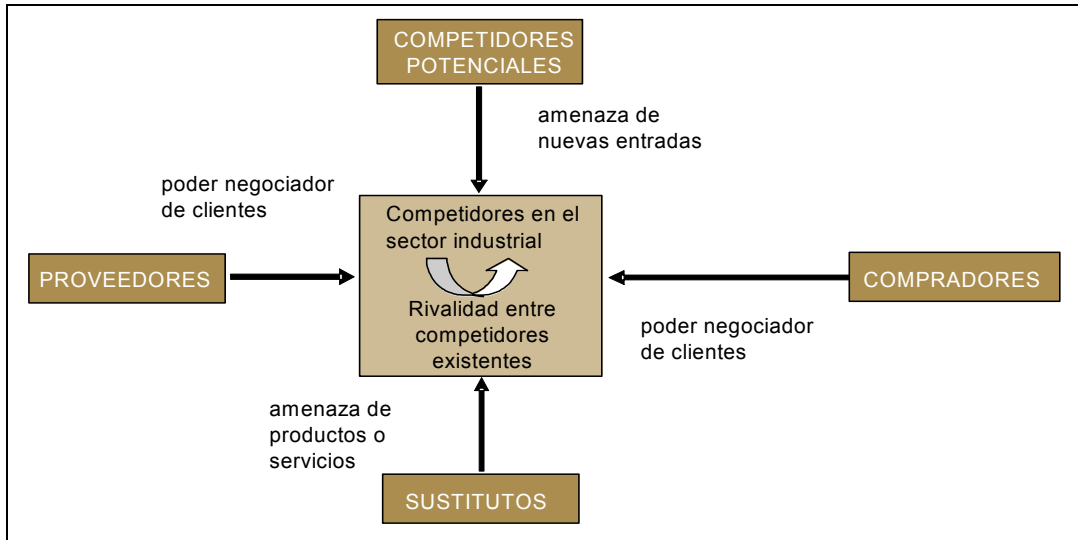 COMPETIDORES
POTENCIALES
amenaza de
nuevas entradas
poder negociador
de clientes
Competidores en el
sector industrial
PROVEEDORES
COMPRADORES
Rivalidad entre
competidores
existentes
poder negociador
de clientes
amenaza de
productos o
servicios
SUSTITUTOS